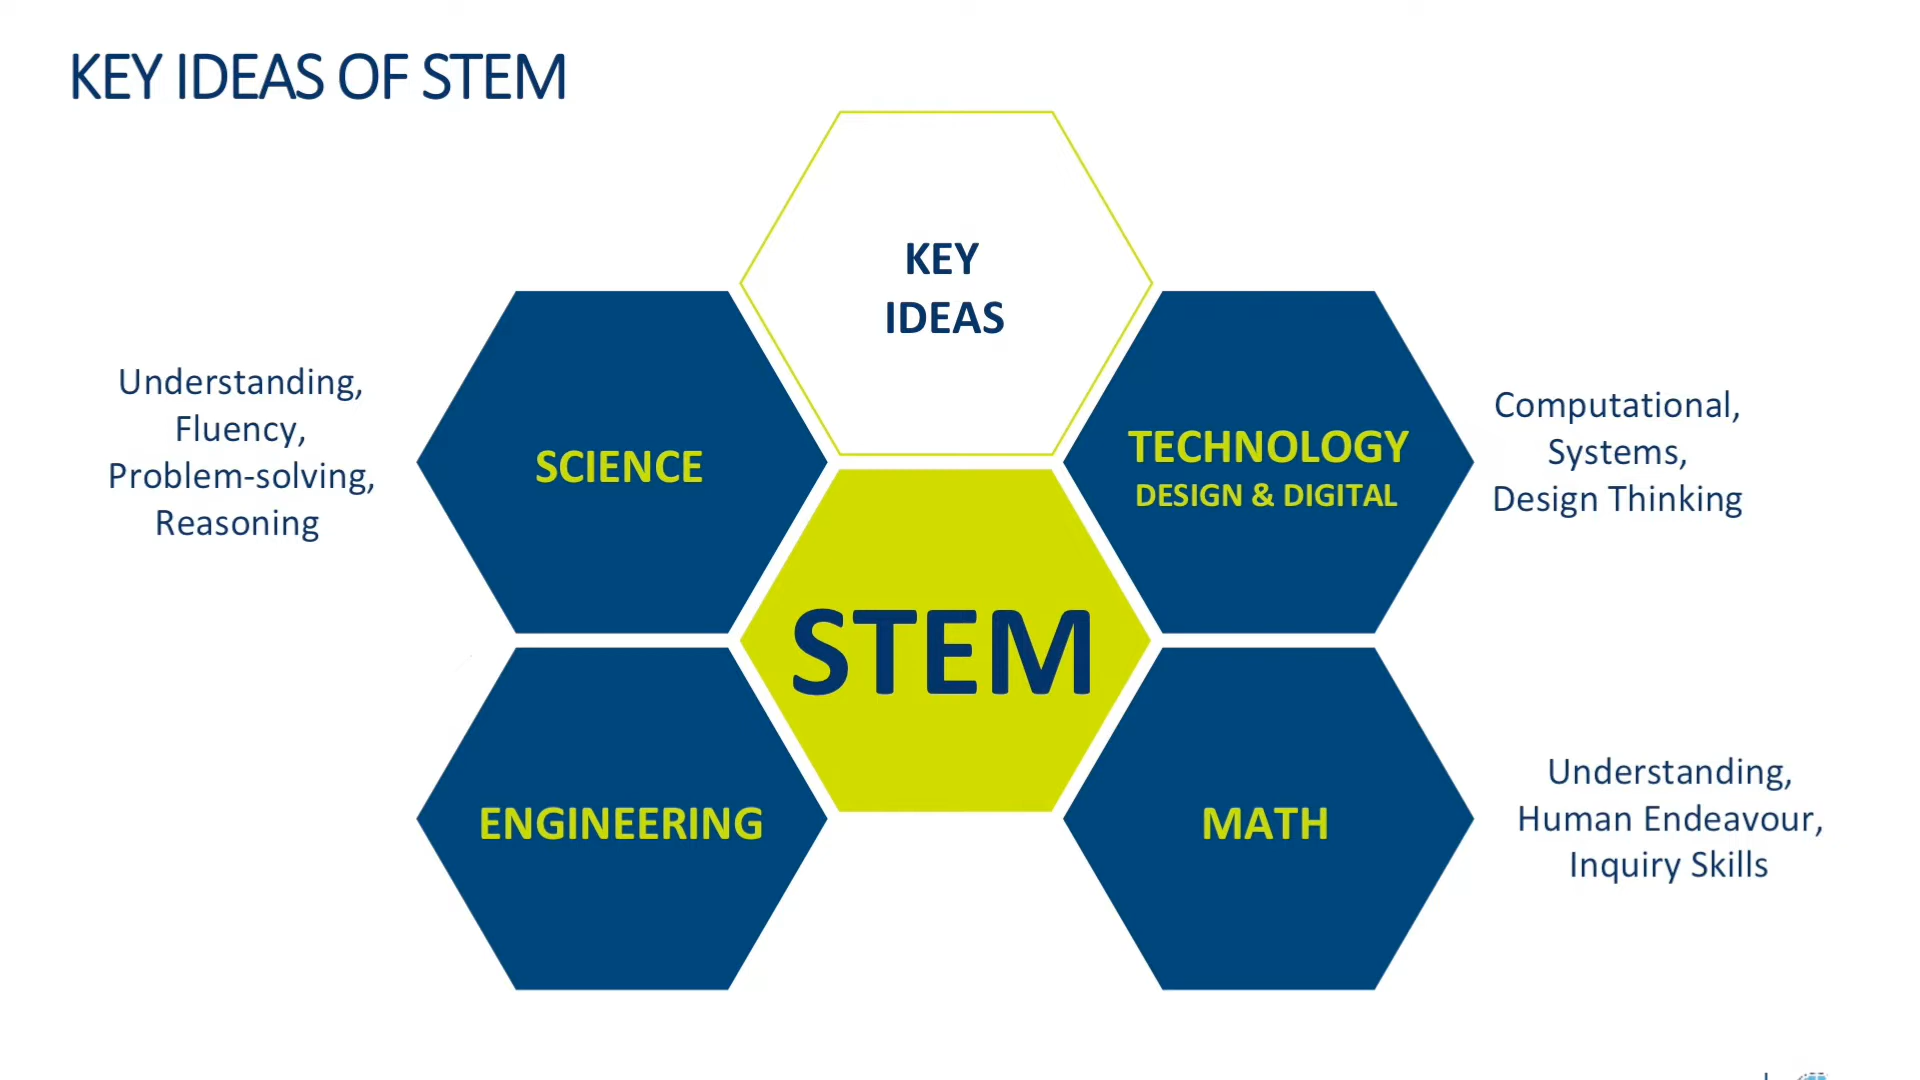 KEY IDEAS OF STEM
KEY
IDEAS
Understanding,
Fluency,
Problem-solving,
Reasoning
SCIENCE
TECHNOLOGY
DESIGN & DIGITAL
Computational,
Systems,
Design Thinking
STEM
ENGINEERING
MATH
Understanding,
Human Endeavour,
Inquiry Skills